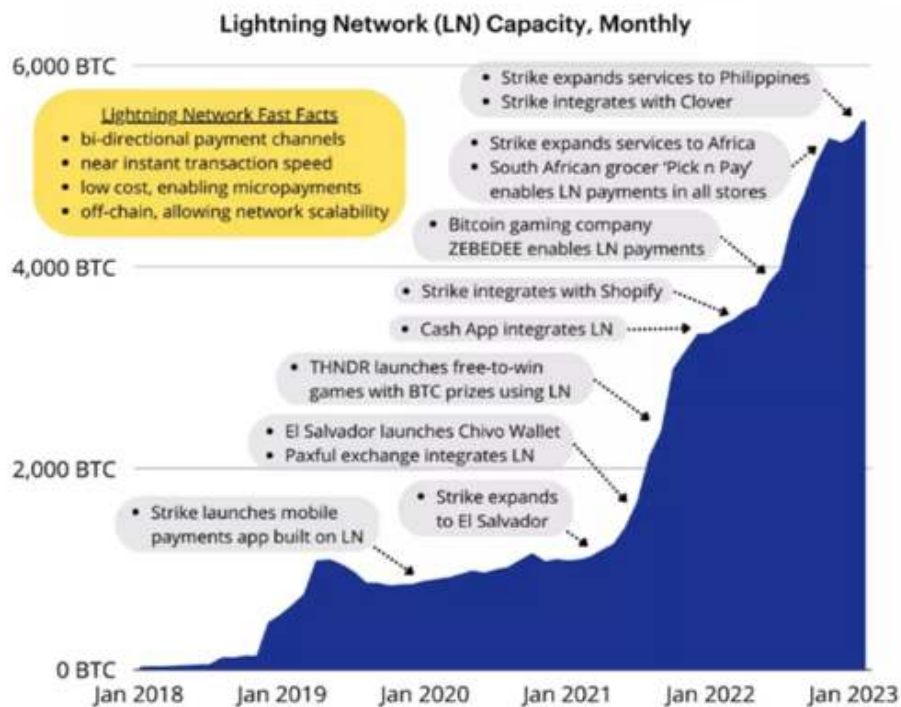 Lightning Network (LN) Capacity, Monthly
6,000 BTC
4,000 BTC
2,000 BTC
0 BTC
Lightning Network Fast Facts
• bi-directional payment channels
• near instant transaction speed
• low cost, enabling micropayments
• off-chain, allowing network scalability
• Strike expands services to Philippines
• Strike integrates with Clover
• Strike expands services to Africa
• South African grocer 'Pick n Pay'
enables LN payments in all stores
• Bitcoin gaming company
ZEBEDEE enables LN payments
• Strike integrates with Shopify
• Cash App integrates LN
• THNDR launches free-to-win
games with BTC prizes using LN
• El Salvador launches Chivo Wallet
• Paxful exchange integrates LN
• Strike expands
to El Salvador
• Strike launches mobile
payments app built on LN
Jan 2018 Jan 2019 Jan 2020 Jan 2021 Jan 2022 Jan 2023